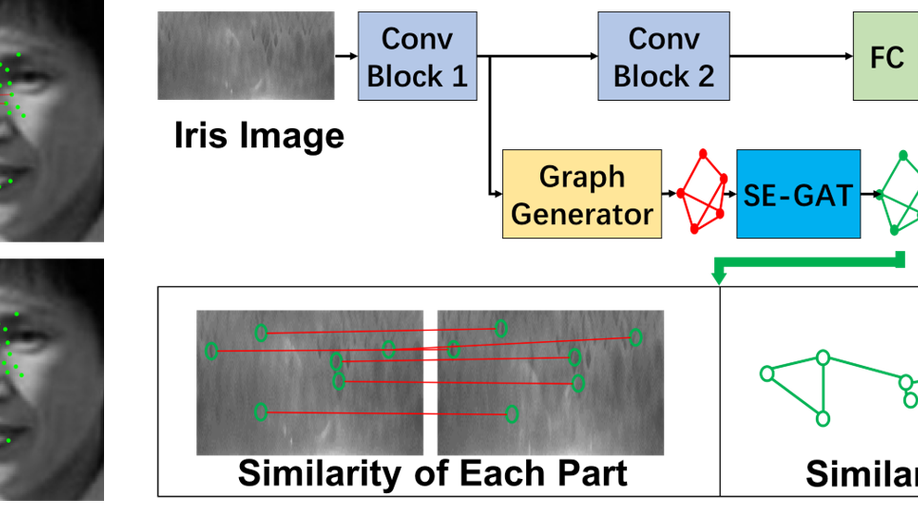 Conv
Block 1
Conv
Block 2
FC
Iris Image
Graph
Generator
SE-GAT
Similarity of Each Part
Similar